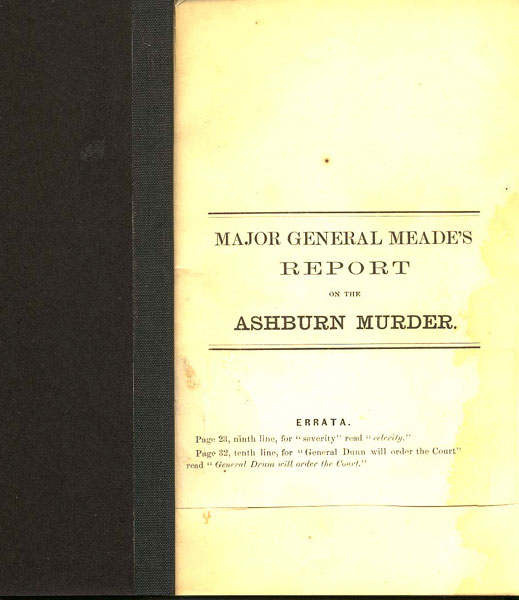 MAJOR GENERAL MEADE'S
REPORT
ON THE
ASHBURN MURDER.
ERRATA.
Page 23, ninth line, for "severity" read "celerity."
Page 32, tenth line, for "General Dunn will order the Court"
read "General Drum will order the Court."